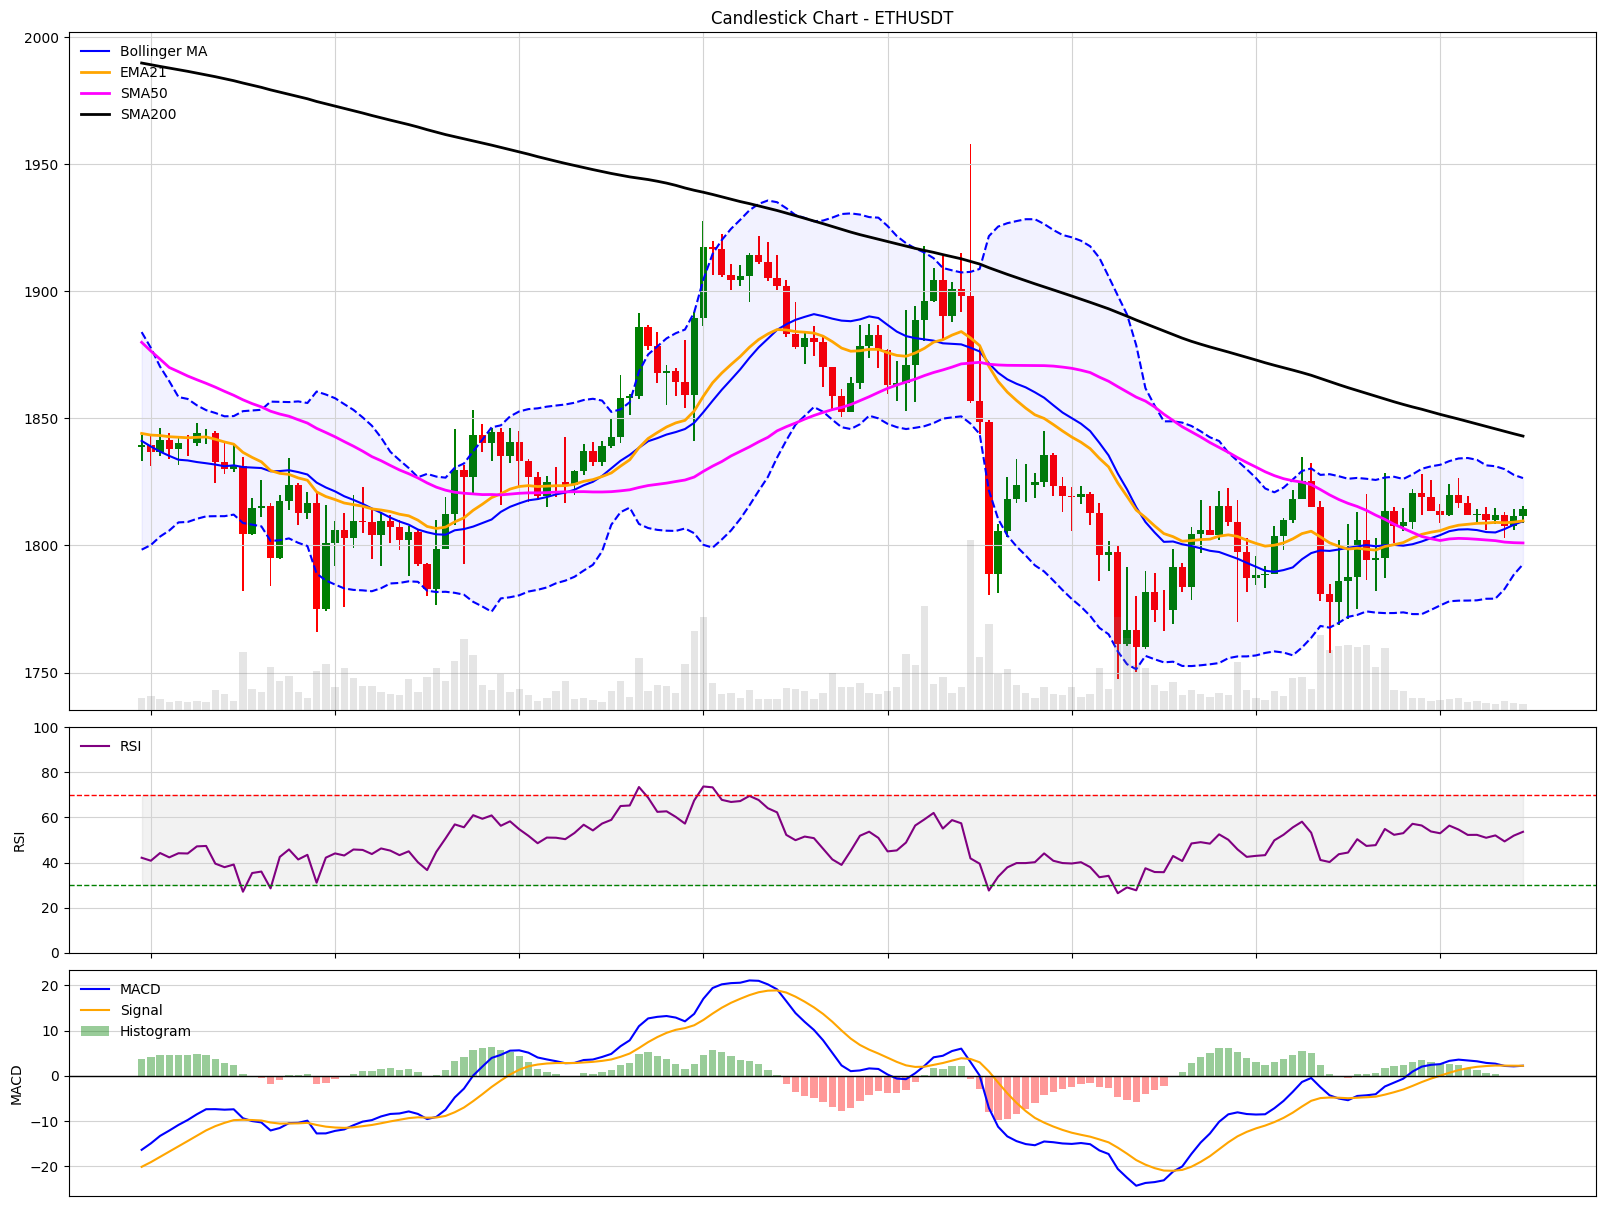 Candlestick Chart - ETHUSDT
2000
1950
1900
1850
1800
1750
Bollinger MA
EMA21
SMA50
SMA200
100
80
60
40
20
0
RSI
RSI
20
10
0
−10
−20
MACD
MACD
Signal
Histogram